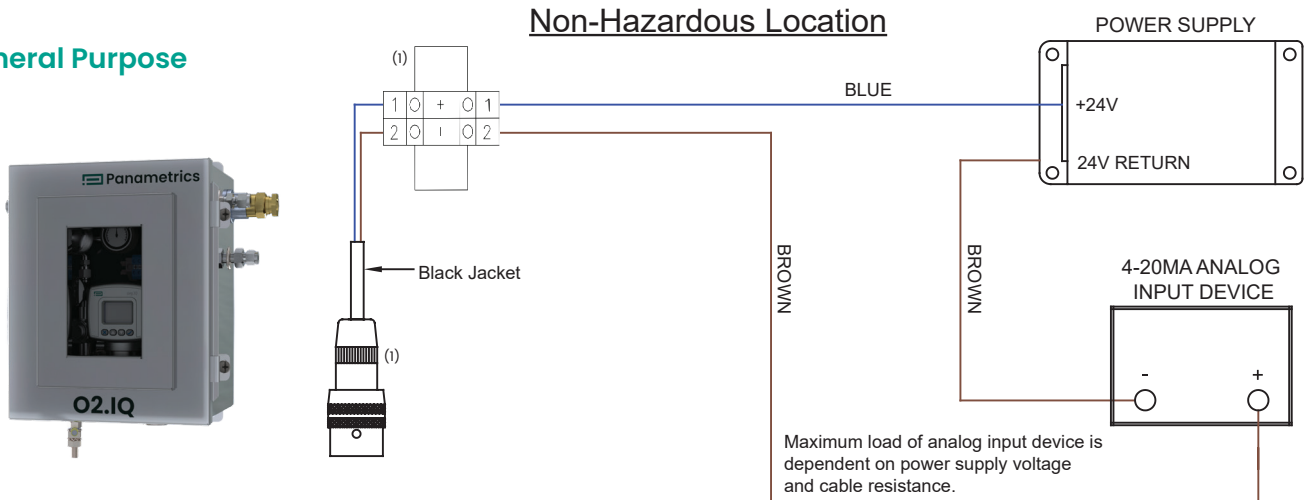 Non-Hazardous Location
neral Purpose
POWER SUPPLY
(1)
BLUE
1 + 1
2 - 2
+24V
24V RETURN
Panametrics
BROWN
BROWN
Black Jacket
4-20MA ANALOG
INPUT DEVICE
(1)
- +
O2.IQ
Maximum load of analog input device is
dependent on power supply voltage
and cable resistance.